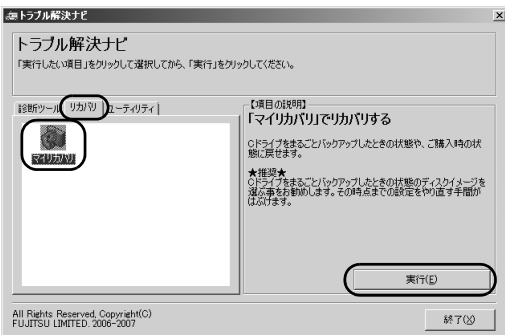 トラブル解決ナビ
トラブル解決ナビ
「実行したい項目」をクリックして選択してから、「実行」をクリックしてください。
診断ツール リカバリ ユーティリティ
マイリカバリ
【項目の説明】
「マイリカバリ」でリカバリする
Cドライブをまるごとバックアップしたときの状態や、ご購入時の状
態に戻せます。
★推奨★
Cドライブをまるごとバックアップしたときの状態のディスクイメージを
選ぶ事をお勧めします。その時点までの設定をやり直す手間が
はぶけます。
実行(E)
All Rights Reserved, Copyright(C)
FUJITSU LIMITED. 2006-2007
終了(X)